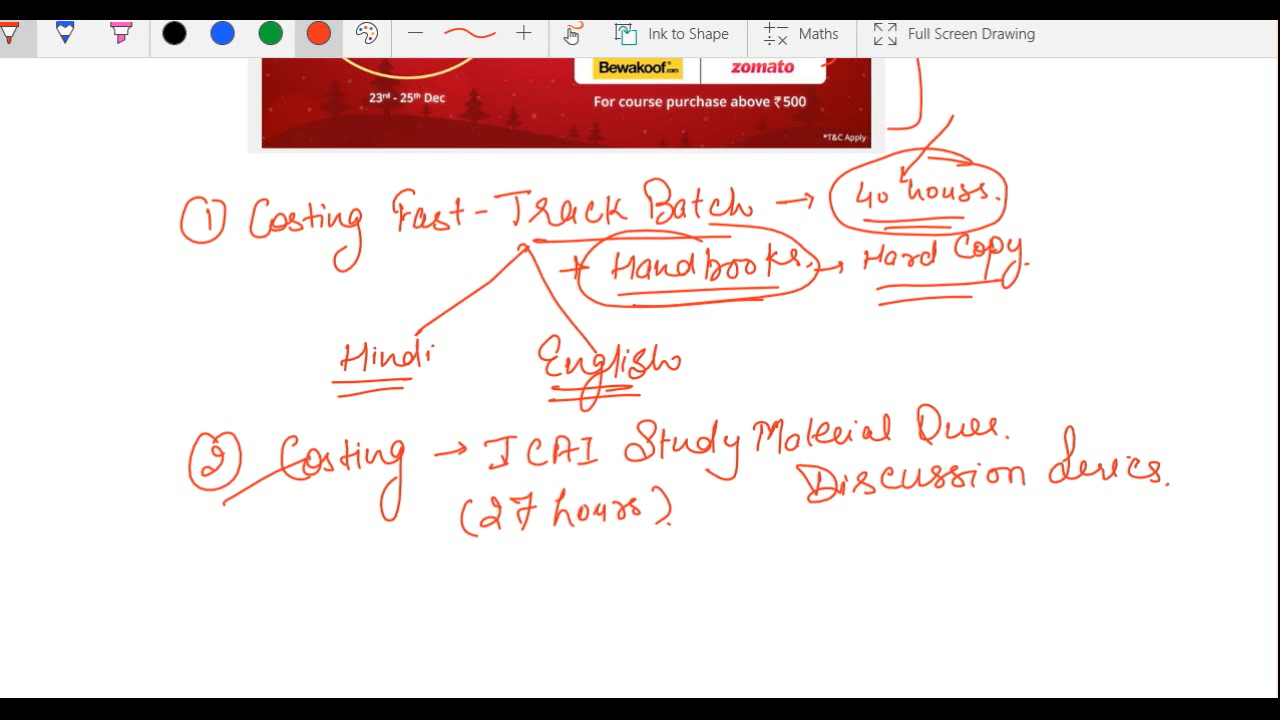 Ink to Shape Maths Full Screen Drawing
Bewakoof.com zomato
23rd - 25th Dec
For course purchase above ₹500
*T&C Apply
① Costing Fast-Track Batch → 40 hours.
+ Handbooks. → Hard Copy.
Hindi English
② Costing → ICAI Study Material Ques.
Discussion Series.
(27 hours).